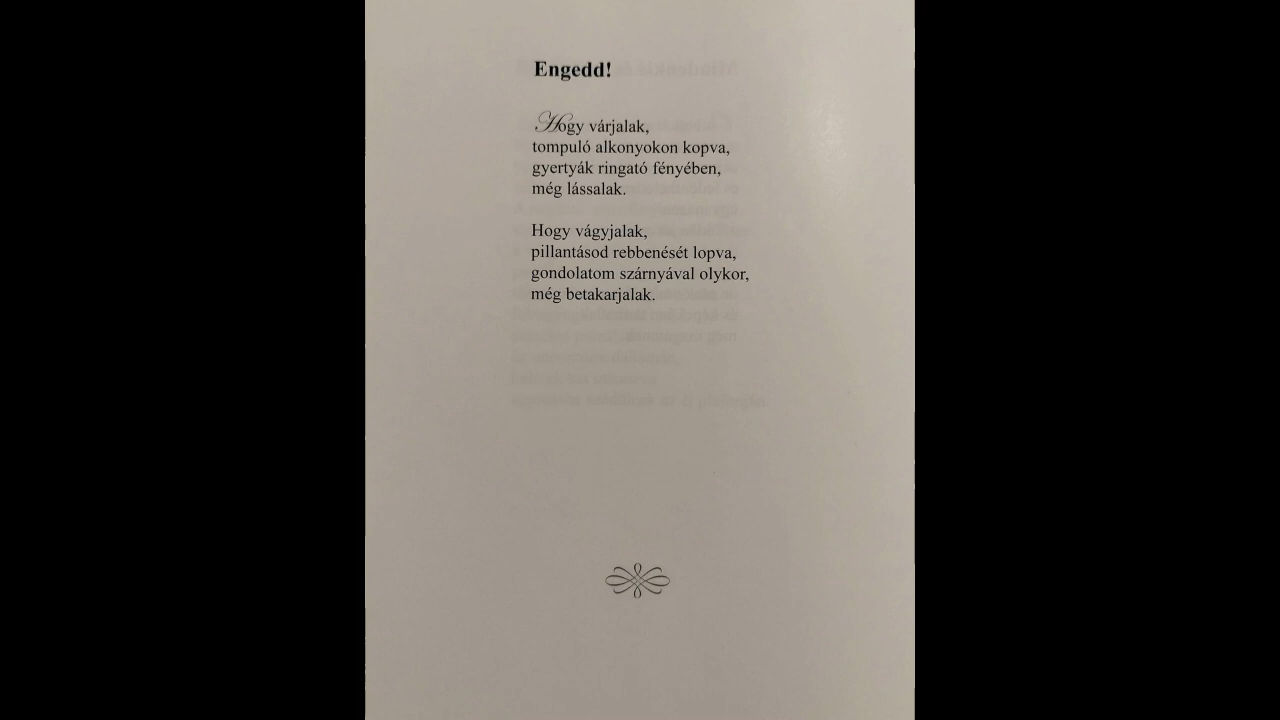 Engedd!
Hogy várjalak,
tompuló alkonyokon kopva,
gyertyák ringató fényében,
még lássalak.
Hogy vágyjalak,
pillantásod rebbenését lopva,
gondolatom szárnyával olykor,
még betakarjalak.